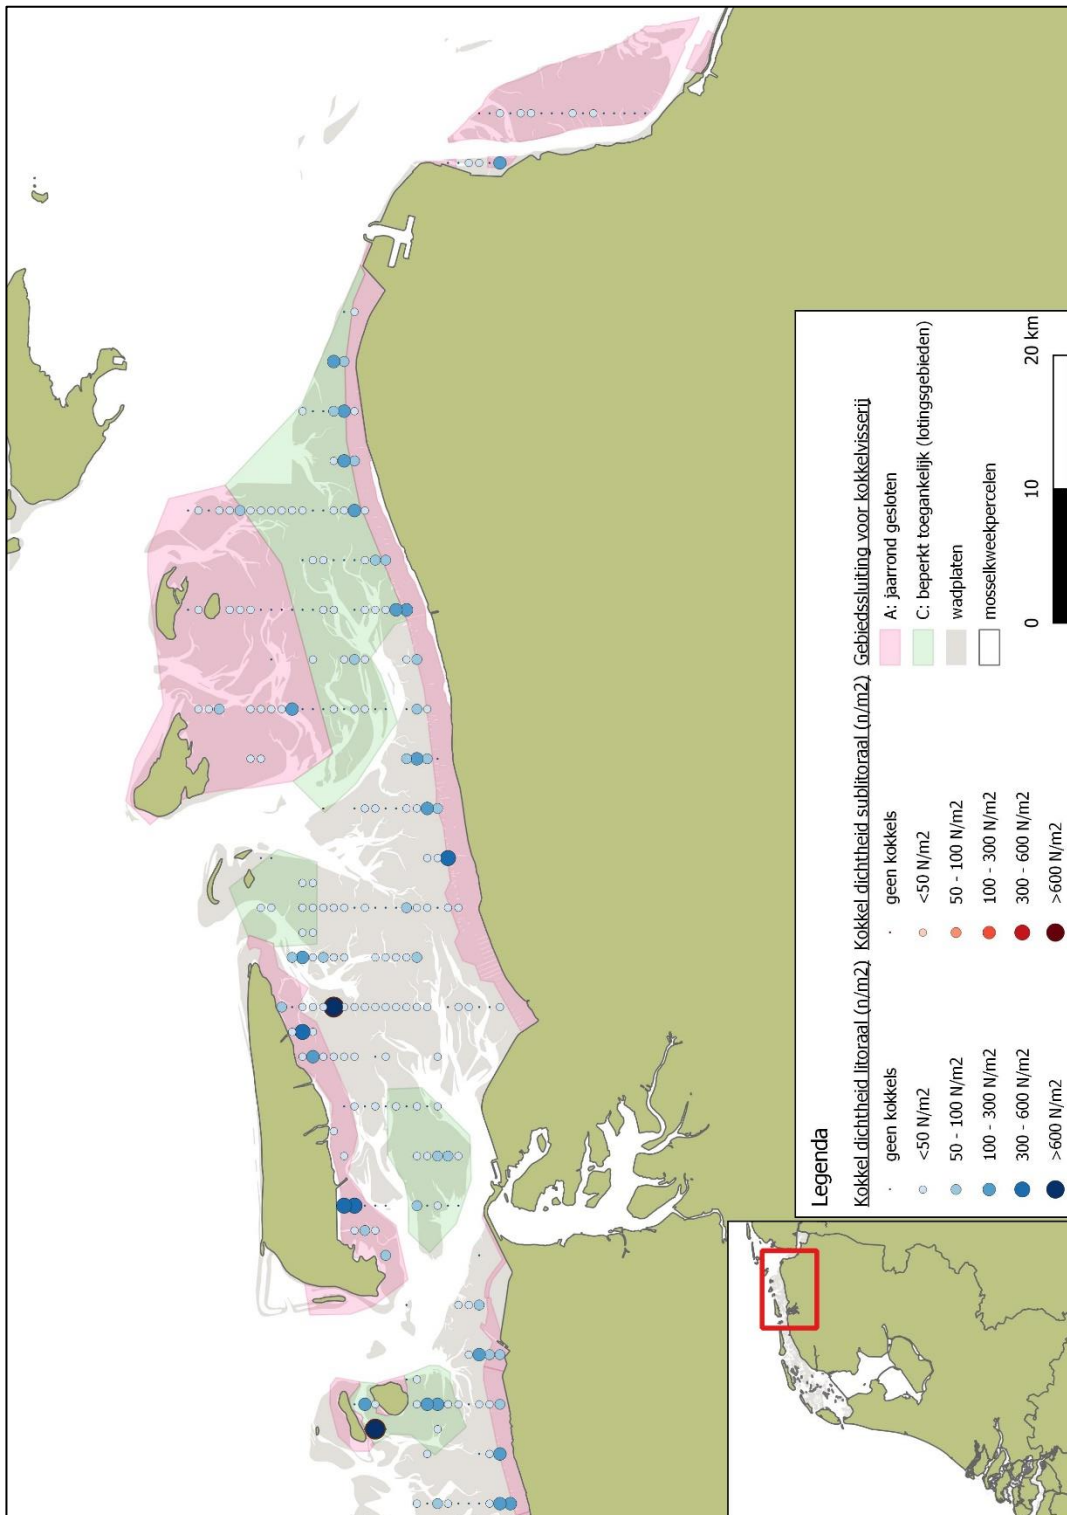 Legenda
Kokkel dichtheid litoraal (n/m2)
geen kokkels
<50 N/m2
50 - 100 N/m2
100 - 300 N/m2
300 - 600 N/m2
>600 N/m2
Kokkel dichtheid sublitoraal (n/m2)
geen kokkels
<50 N/m2
50 - 100 N/m2
100 - 300 N/m2
300 - 600 N/m2
>600 N/m2
Gebiedssluiting voor kokkelvisserij
A: jaarrond gesloten
C: beperkt toegankelijk (lotingsgebieden)
wadplaten
mosselkweekpercelen
0 10 20 km